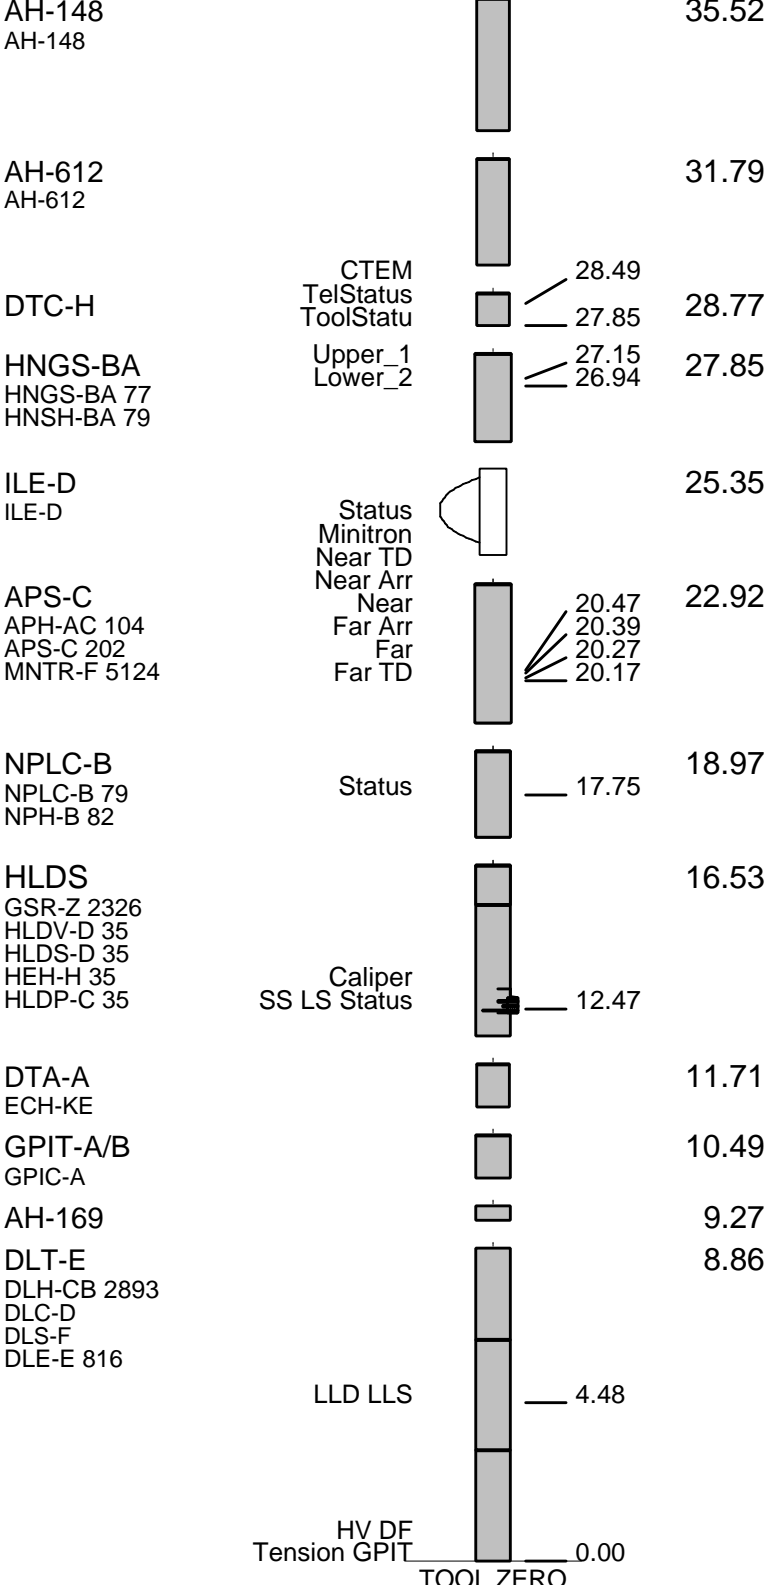 AH-148 35.52
AH-148
AH-612 31.79
AH-612
CTEM 28.49
TelStatus
DTC-H ToolStatu 27.85 28.77
HNGS-BA Upper_1 27.15 27.85
Lower_2 26.94
HNGS-BA 77
HNSH-BA 79
ILE-D 25.35
ILE-D Status
Minitron
Near TD
Near Arr
APS-C Near 20.47 22.92
APH-AC 104 Far Arr 20.39
APS-C 202 Far 20.27
MNTR-F 5124 Far TD 20.17
NPLC-B 18.97
NPLC-B 79 Status 17.75
NPH-B 82
HLDS 16.53
GSR-Z 2326
HLDV-D 35
HLDS-D 35
HEH-H 35 Caliper
HLDP-C 35 SS LS Status 12.47
DTA-A 11.71
ECH-KE
GPIT-A/B 10.49
GPIC-A
AH-169 9.27
DLT-E 8.86
DLH-CB 2893
DLC-D
DLS-F
DLE-E 816
LLD LLS 4.48
HV DF
Tension GPIT 0.00
TOOL ZERO